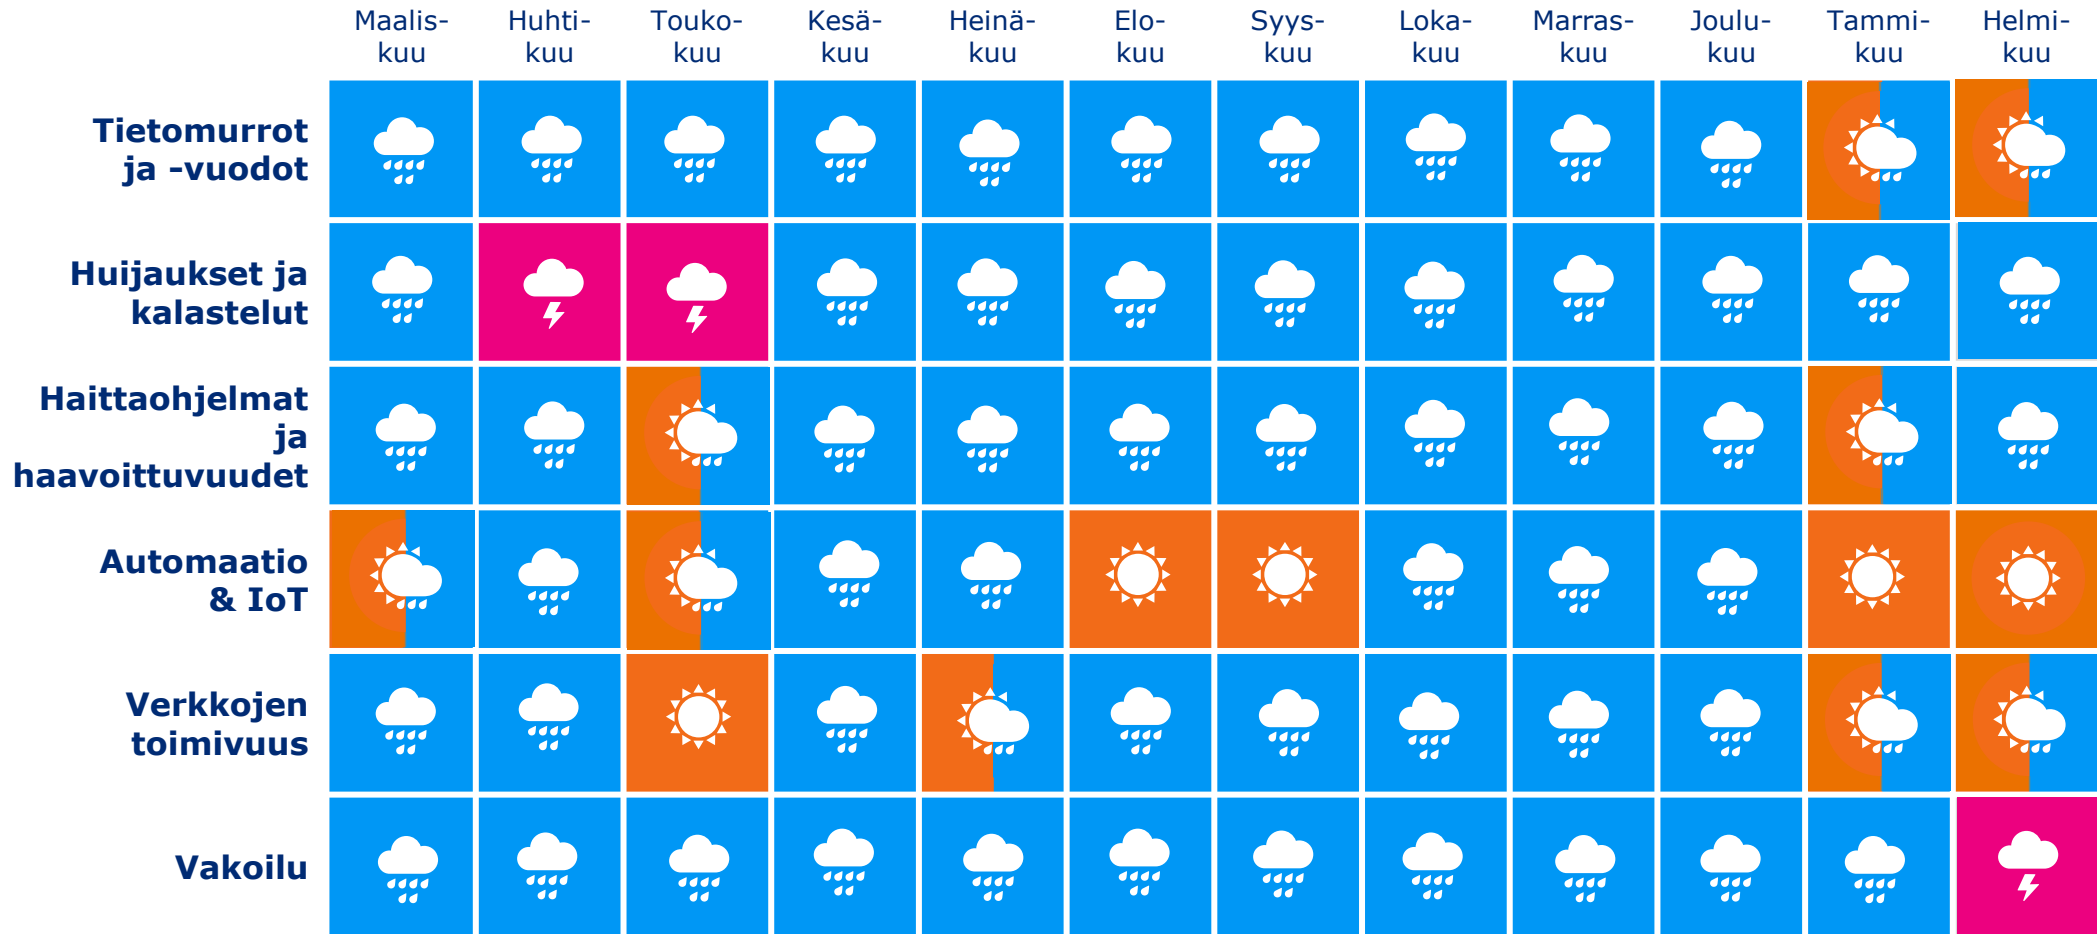 Maalis-
kuu
Huhti-
kuu
Touko-
kuu
Kesä-
kuu
Heinä-
kuu
Elo-
kuu
Syys-
kuu
Loka-
kuu
Marras-
kuu
Joulu-
kuu
Tammi-
kuu
Helmi-
kuu
Tietomurrot
ja -vuodot
Huijaukset ja
kalastelut
Haittaohjelmat
ja
haavoittuvuudet
Automaatio
& IoT
Verkkojen
toimivuus
Vakoilu